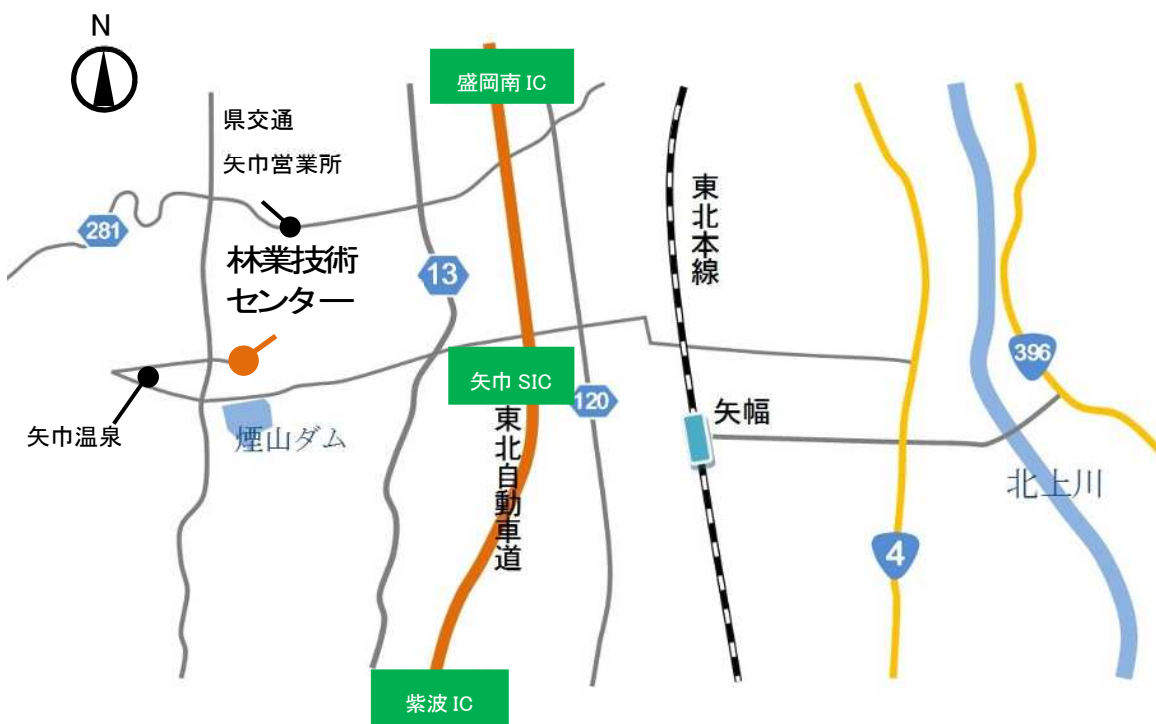 N
盛岡南 IC
県交通
矢巾営業所
281
林業技術
センター
13
東北本線
396
矢巾 SIC
120
矢幅
矢巾温泉
煙山ダム
東北自動車道
北上川
4
紫波 IC